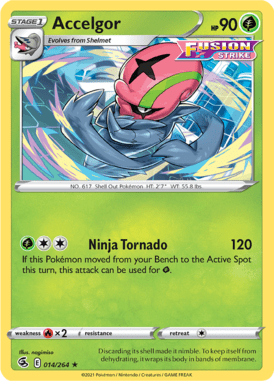 STAGE 1 Accelgor HP 90
Evolves from Shelmet
FUSION STRIKE
NO. 617 Shell Out Pokémon HT: 2'7" WT: 55.8 lbs
Ninja Tornado 120
If this Pokémon moved from your Bench to the Active Spot
this turn, this attack can be used for .
weakness ×2 resistance retreat
Illus. nagimiso
E 014/264 ★
Discarding its shell made it nimble. To keep itself from
dehydrating, it wraps its body in bands of membrane.
©2021 Pokémon / Nintendo / Creatures / GAME FREAK